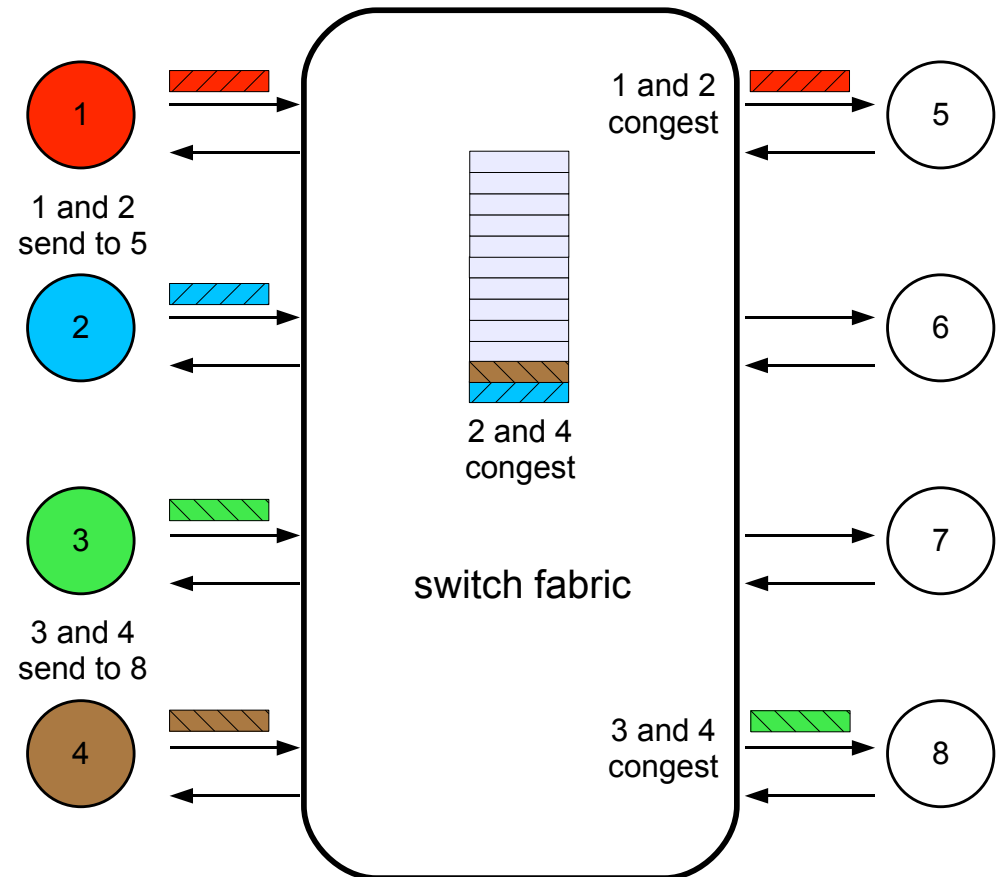 1
1 and 2
send to 5
2
3
3 and 4
send to 8
4
2 and 4
congest
switch fabric
1 and 2
congest
3 and 4
congest
5
6
7
8